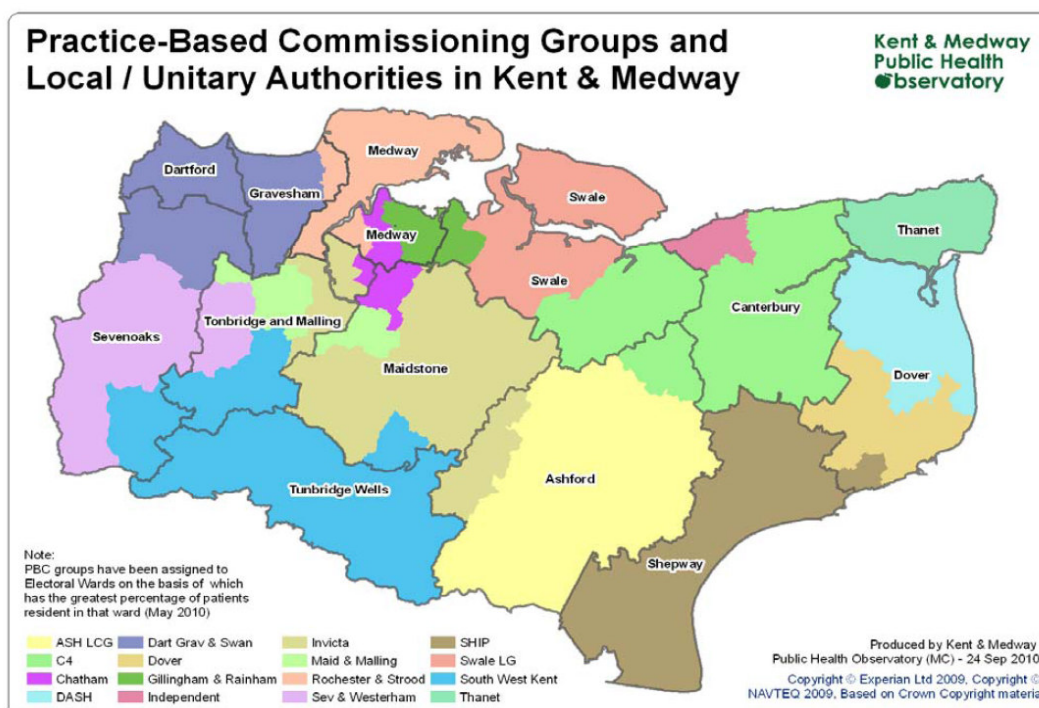 Practice-Based Commissioning Groups and
Local / Unitary Authorities in Kent & Medway
Kent & Medway
Public Health
Observatory
Medway
Dartford
Gravesham
Swale
Medway
Thanet
Swale
Canterbury
Tonbridge and Malling
Sevenoaks
Maidstone
Dover
Ashford
Tunbridge Wells
Shepway
Note:
PBC groups have been assigned to
Electoral Wards on the basis of which
has the greatest percentage of patients
resident in that ward (May 2010)
ASH LCG
C4
Chatham
DASH
Dart Grav & Swan
Dover
Gillingham & Rainham
Independent
Invicta
Maid & Malling
Rochester & Strood
Sev & Westerham
SHIP
Swale LG
South West Kent
Thanet
Produced by Kent & Medway
Public Health Observatory (MC) - 24 Sep 2010
Copyright © Experian Ltd 2009, Copyright ©
NAVTEQ 2009, Based on Crown Copyright materia